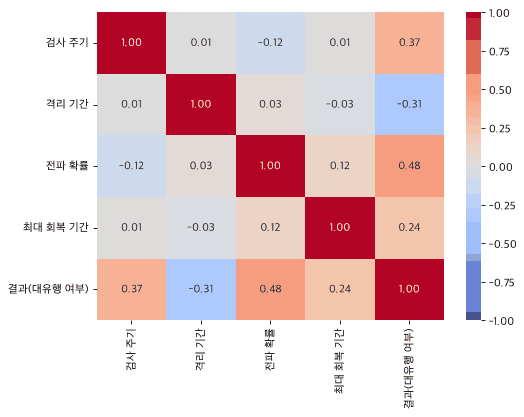 검사 주기 1.00 0.01 -0.12 0.01 0.37
격리 기간 0.01 1.00 0.03 -0.03 -0.31
전파 확률 -0.12 0.03 1.00 0.12 0.48
최대 회복 기간 0.01 -0.03 0.12 1.00 0.24
결과(대유행 여부) 0.37 -0.31 0.48 0.24 1.00
검사 주기
격리 기간
전파 확률
최대 회복 기간
결과(대유행 여부)
1.00
0.75
0.50
0.25
0.00
-0.25
-0.50
-0.75
-1.00